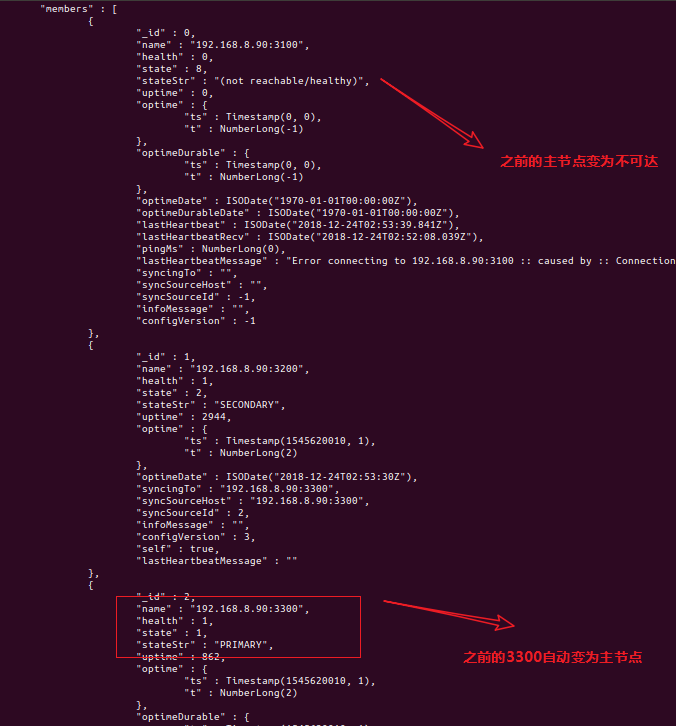 "members" : [
{
"_id" : 0,
"name" : "192.168.8.90:3100",
"health" : 0,
"state" : 8,
"stateStr" : "(not reachable/healthy)",
"uptime" : 0,
"optime" : {
"ts" : Timestamp(0, 0),
"t" : NumberLong(-1)
},
之前的主节点变为不可达
"optimeDurable" : {
"ts" : Timestamp(0, 0),
"t" : NumberLong(-1)
},
"optimeDate" : ISODate("1970-01-01T00:00:00Z"),
"optimeDurableDate" : ISODate("1970-01-01T00:00:00Z"),
"lastHeartbeat" : ISODate("2018-12-24T02:53:39.841Z"),
"lastHeartbeatRecv" : ISODate("2018-12-24T02:52:08.039Z"),
"pingMs" : NumberLong(0),
"lastHeartbeatMessage" : "Error connecting to 192.168.8.90:3100 :: caused by :: Connection
"syncingTo" : "",
"syncSourceHost" : "",
"syncSourceId" : -1,
"infoMessage" : "",
"configVersion" : -1
},
{
"_id" : 1,
"name" : "192.168.8.90:3200",
"health" : 1,
"state" : 2,
"stateStr" : "SECONDARY",
"uptime" : 2944,
"optime" : {
"ts" : Timestamp(1545620010, 1),
"t" : NumberLong(2)
},
"optimeDate" : ISODate("2018-12-24T02:53:30Z"),
"syncingTo" : "192.168.8.90:3300",
"syncSourceHost" : "192.168.8.90:3300",
"syncSourceId" : 2,
"infoMessage" : "",
"configVersion" : 3,
"self" : true,
"lastHeartbeatMessage" : ""
},
{
"_id" : 2,
"name" : "192.168.8.90:3300",
"health" : 1,
"state" : 1,
"stateStr" : "PRIMARY",
"uptime" : 862,
之前的3300自动变为主节点
"optime" : {
"ts" : Timestamp(1545620010, 1),
"t" : NumberLong(2)
},
"optimeDurable" : {